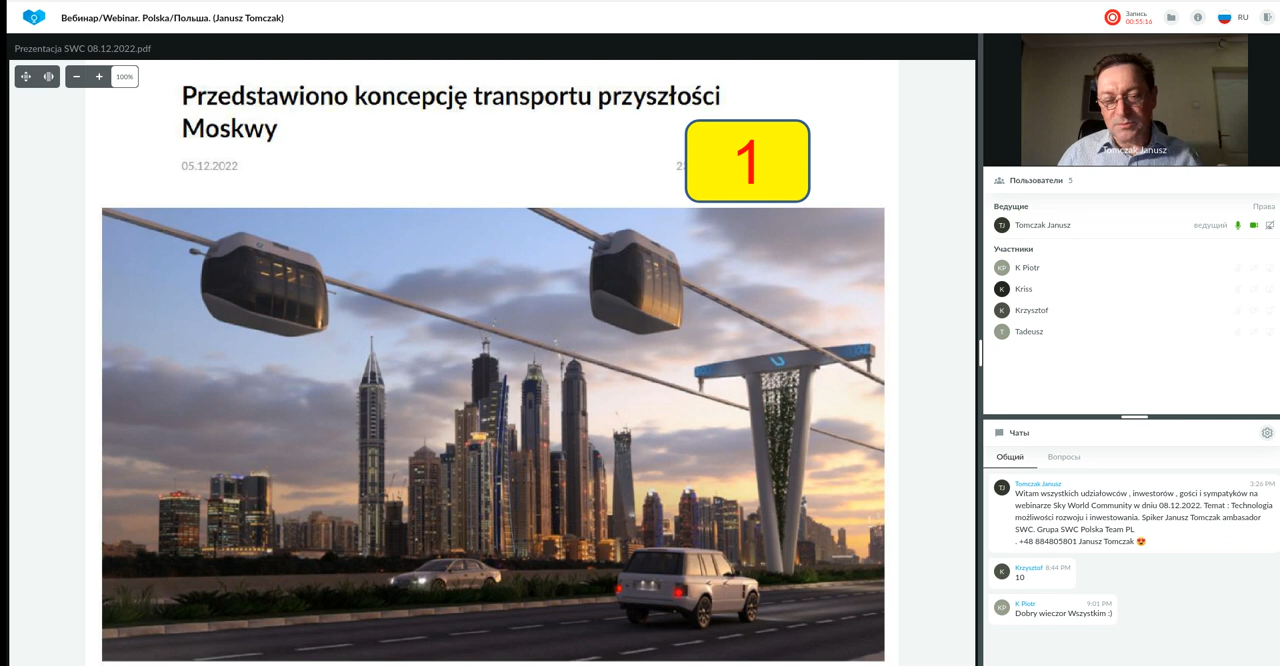 Вебинар/Webinar. Polska/Польша. (Janusz Tomczak)
Запись
00:55:16
RU
Prezentacja SWC 08.12.2022.pdf
100%
Przedstawiono koncepcję transportu przyszłości
Moskwy
05.12.2022
1
Tomczak Janusz
Пользователи 5
Ведущие Права
TJ Tomczak Janusz ведущий
Участники
KP K Piotr
K Kriss
K Krzysztof
T Tadeusz
Чаты
Общий Вопросы
TJ Tomczak Janusz 3:26 PM
Witam wszystkich udziałowców , inwestorów , gości i sympatyków na
webinarze Sky World Community w dniu 08.12.2022. Temat : Technologia
możliwości rozwoju i inwestowania. Spiker Janusz Tomczak ambasador
SWC. Grupa SWC Polska Team PL
. +48 884805801 Janusz Tomczak 😍
K Krzysztof 8:44 PM
10
KP K Piotr 9:01 PM
Dobry wieczor Wszystkim :)